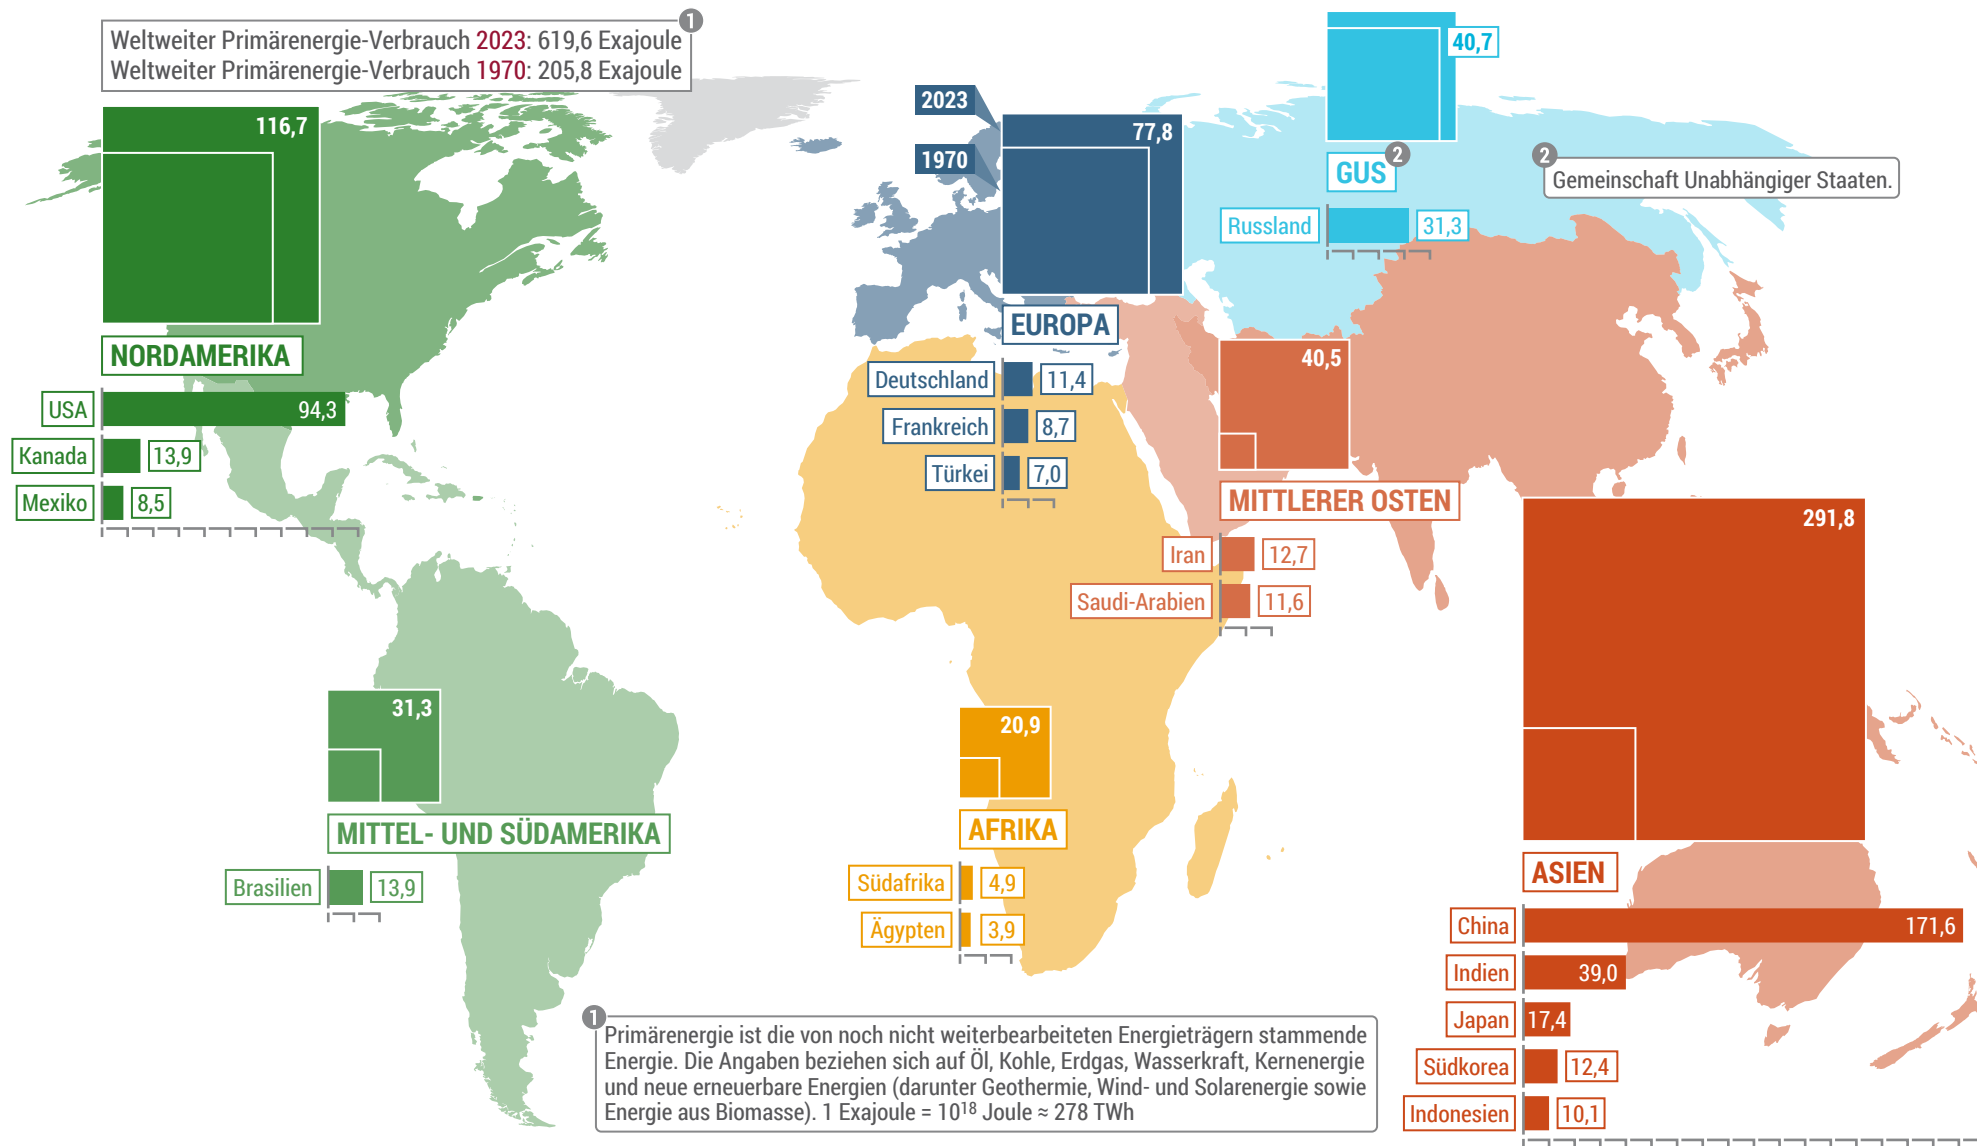 1
Weltweiter Primärenergie-Verbrauch 2023: 619,6 Exajoule
Weltweiter Primärenergie-Verbrauch 1970: 205,8 Exajoule
116,7
NORDAMERIKA
USA 94,3
Kanada 13,9
Mexiko 8,5
2023
1970
77,8
EUROPA
Deutschland 11,4
Frankreich 8,7
Türkei 7,0
40,7
GUS 2
Russland 31,3
2
Gemeinschaft Unabhängiger Staaten.
40,5
MITTLERER OSTEN
Iran 12,7
Saudi-Arabien 11,6
31,3
MITTEL- UND SÜDAMERIKA
Brasilien 13,9
20,9
AFRIKA
Südafrika 4,9
Ägypten 3,9
291,8
ASIEN
China 171,6
Indien 39,0
Japan 17,4
Südkorea 12,4
Indonesien 10,1
1
Primärenergie ist die von noch nicht weiterbearbeiteten Energieträgern stammende
Energie. Die Angaben beziehen sich auf Öl, Kohle, Erdgas, Wasserkraft, Kernenergie
und neue erneuerbare Energien (darunter Geothermie, Wind- und Solarenergie sowie
Energie aus Biomasse). 1 Exajoule = 10¹⁸ Joule ≈ 278 TWh